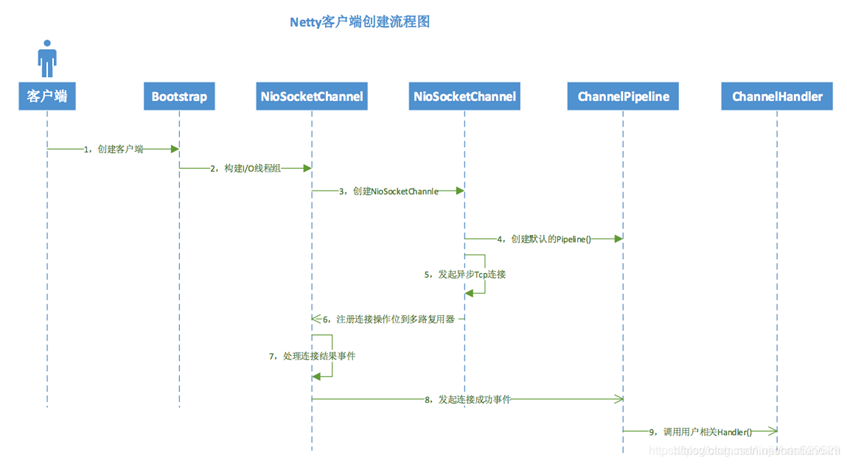 Netty客户端创建流程图
客户端
Bootstrap
NioSocketChannel
NioSocketChannel
ChannelPipeline
ChannelHandler
1，创建客户端
2，构建I/O线程组
3，创建NioSocketChannle
4，创建默认的Pipeline()
5，发起异步Tcp连接
6，注册连接操作位到多路复用器
7，处理连接结果事件
8，发起连接成功事件
9，调用用户相关Handler()